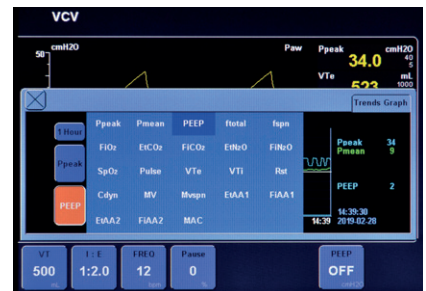 VCV
cmH2O
50
Paw
Ppeak
cmH2O
34.0
40
5
VTe
mL
523
1000
Trends Graph
1 Hour
Ppeak
PEEP
Ppeak Pmean PEEP ftotal fspn
FiO2 EtCO2 FiCO2 EtN2O FiN2O
SpO2 Pulse VTe VTi Rst
Cdyn MV Mvspn EtAA1 FiAA1
EtAA2 FiAA2 MAC
Ppeak 34
Pmean 9
PEEP 2
14:39:30
14:39 2019-02-28
VT I : E FREQ Pause PEEP
500 1:2.0 12 0 OFF
mL % cmH2O